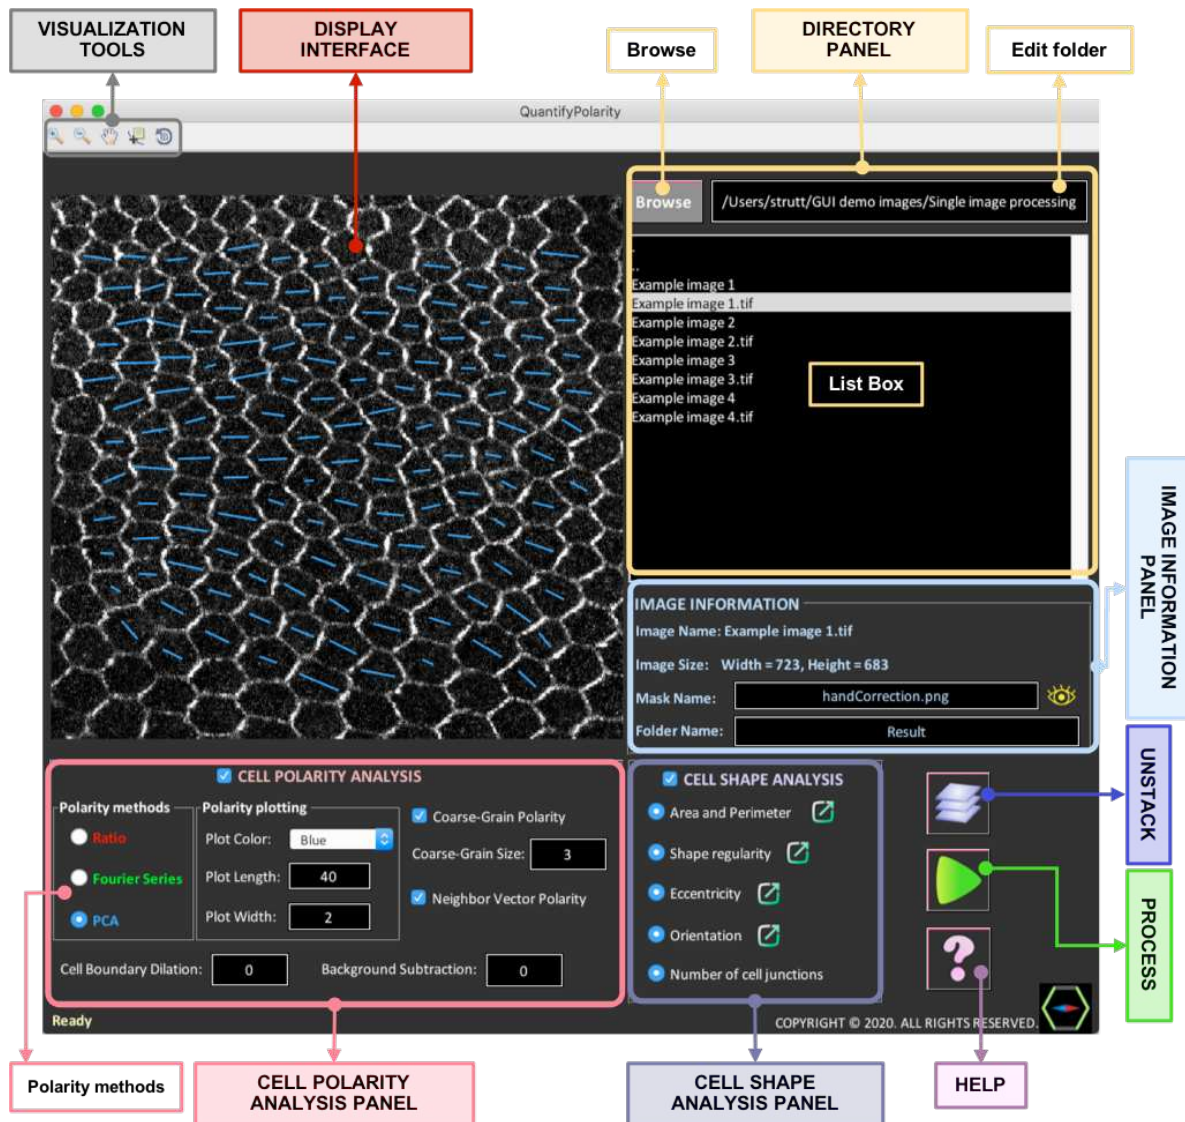 VISUALIZATION
TOOLS
DISPLAY
INTERFACE
Browse
DIRECTORY
PANEL
Edit folder
QuantifyPolarity
Browse
/Users/strutt/GUI demo images/Single image processing
.
..
Example image 1
Example image 1.tif
Example image 2
Example image 2.tif
Example image 3
Example image 3.tif
Example image 4
Example image 4.tif
List Box
IMAGE INFORMATION
PANEL
IMAGE INFORMATION
Image Name: Example image 1.tif
Image Size: Width = 723, Height = 683
Mask Name: handCorrection.png
Folder Name: Result
UNSTACK
PROCESS
CELL POLARITY ANALYSIS
Polarity methods
Ratio
Fourier Series
PCA
Polarity plotting
Plot Color: Blue
Plot Length: 40
Plot Width: 2
Coarse-Grain Polarity
Coarse-Grain Size: 3
Neighbor Vector Polarity
Cell Boundary Dilation: 0
Background Subtraction: 0
CELL SHAPE ANALYSIS
Area and Perimeter
Shape regularity
Eccentricity
Orientation
Number of cell junctions
?
Ready
COPYRIGHT © 2020. ALL RIGHTS RESERVED.
Polarity methods
CELL POLARITY
ANALYSIS PANEL
CELL SHAPE
ANALYSIS PANEL
HELP